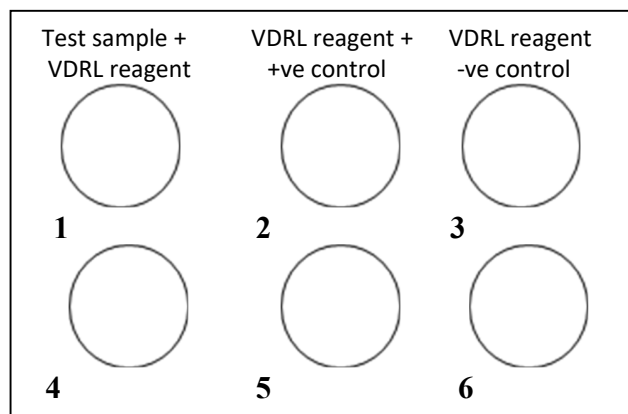 Test sample +
VDRL reagent
VDRL reagent +
+ve control
VDRL reagent
-ve control
1
2
3
4
5
6